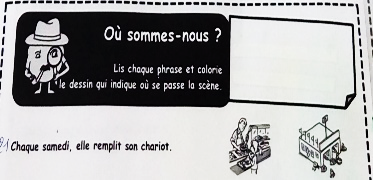 Où sommes-nous ?
Lis chaque phrase et colorie
le dessin qui indique où se passe la scène.
Chaque samedi, elle remplit son chariot.